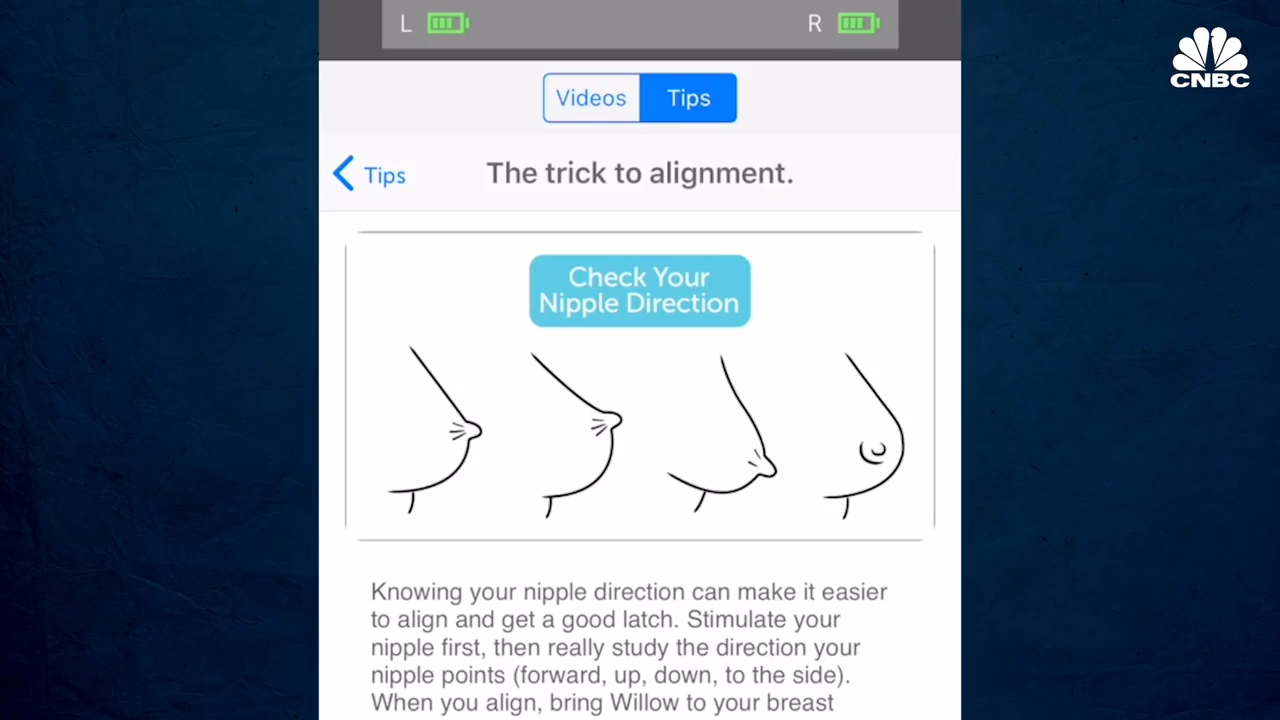 L
R
CNBC
Videos
Tips
Tips
The trick to alignment.
Check Your
Nipple Direction
Knowing your nipple direction can make it easier
to align and get a good latch. Stimulate your
nipple first, then really study the direction your
nipple points (forward, up, down, to the side).
When you align, bring Willow to your breast